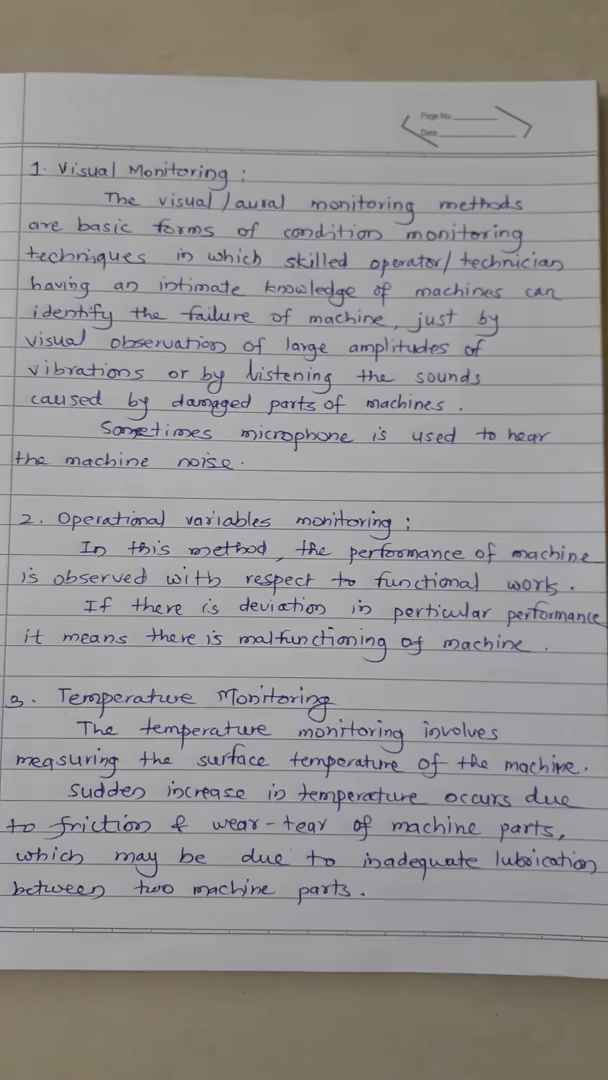 Page No.
Date
1. Visual Monitoring :
The visual / aural monitoring methods
are basic forms of condition monitoring
techniques in which skilled operator/ technician
having an intimate knowledge of machines can
identify the failure of machine, just by
visual observation of large amplitudes of
vibrations or by listening the sounds
caused by damaged parts of machines.
Sometimes microphone is used to hear
the machine noise.
2. Operational variables monitoring :
In this method, the performance of machine
is observed with respect to functional work.
If there is deviation in perticular performance
it means there is malfunctioning of machine.
3. Temperature Monitoring
The temperature monitoring involves
measuring the surface temperature of the machine.
Sudden increase in temperature occurs due
to friction & wear-tear of machine parts,
which may be due to inadequate lubrication
between two machine parts.